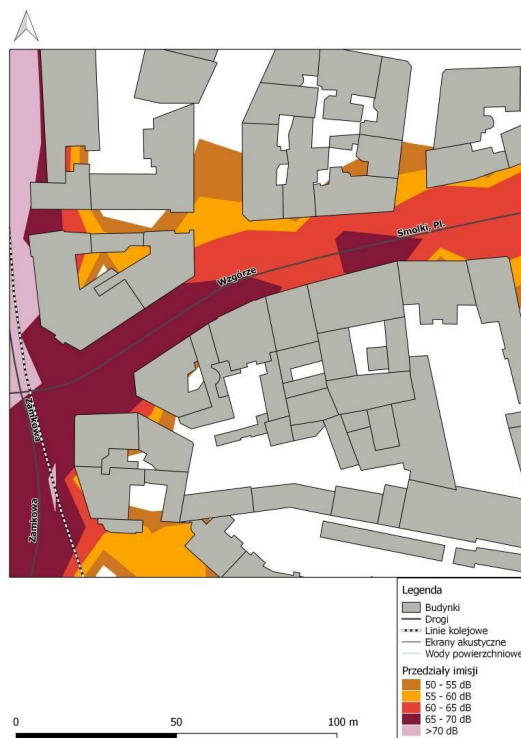 Smolki, Pl.
Wzgórze
Zamkowa
Zamkowa
Legenda
Budynki
Drogi
Linie kolejowe
Ekrany akustyczne
Wody powierzchniowe
Przedziały imisji
50 - 55 dB
55 - 60 dB
60 - 65 dB
65 - 70 dB
>70 dB
0 50 100 m